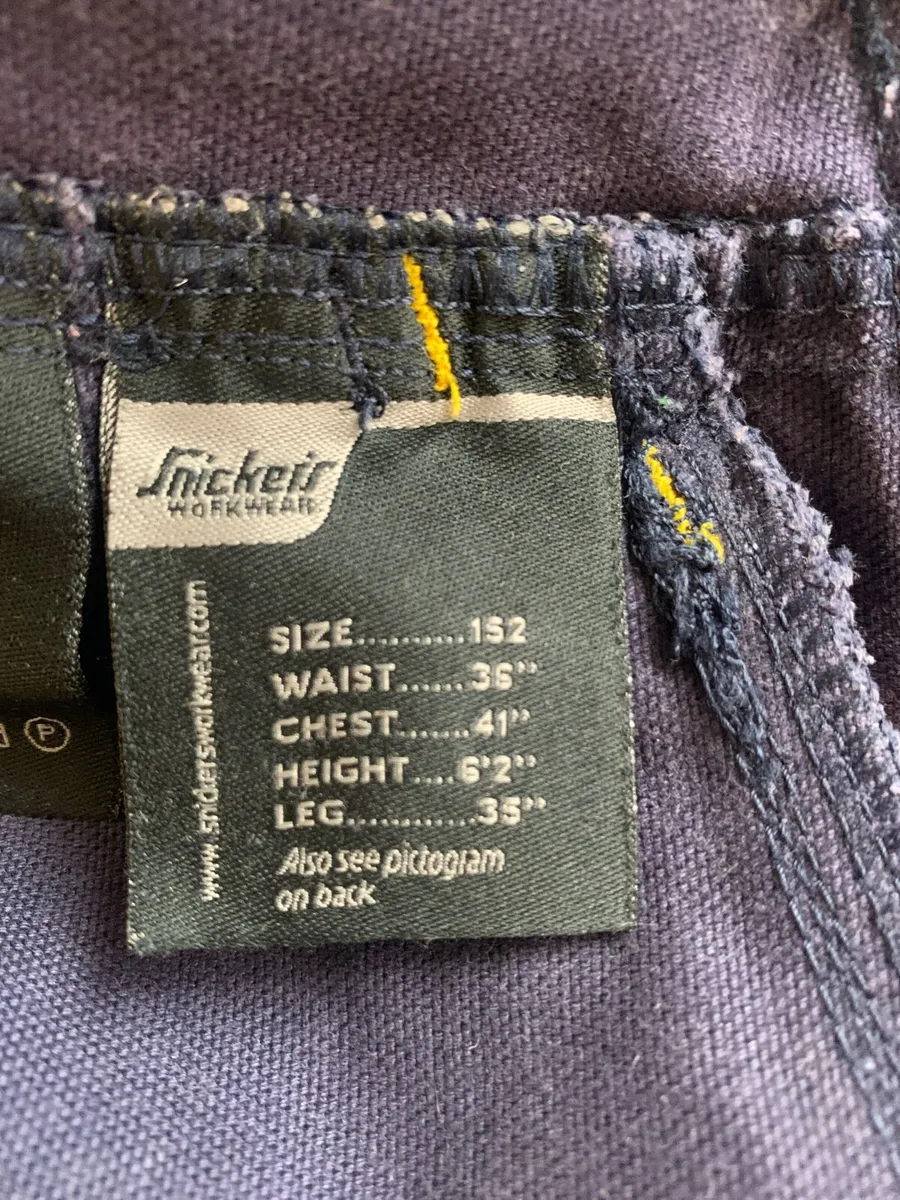 Snickers
WORKWEAR
www.snickersworkwear.com
SIZE..........152
WAIST......36"
CHEST.......41"
HEIGHT....6'2"
LEG............35"
Also see pictogram
on back
P